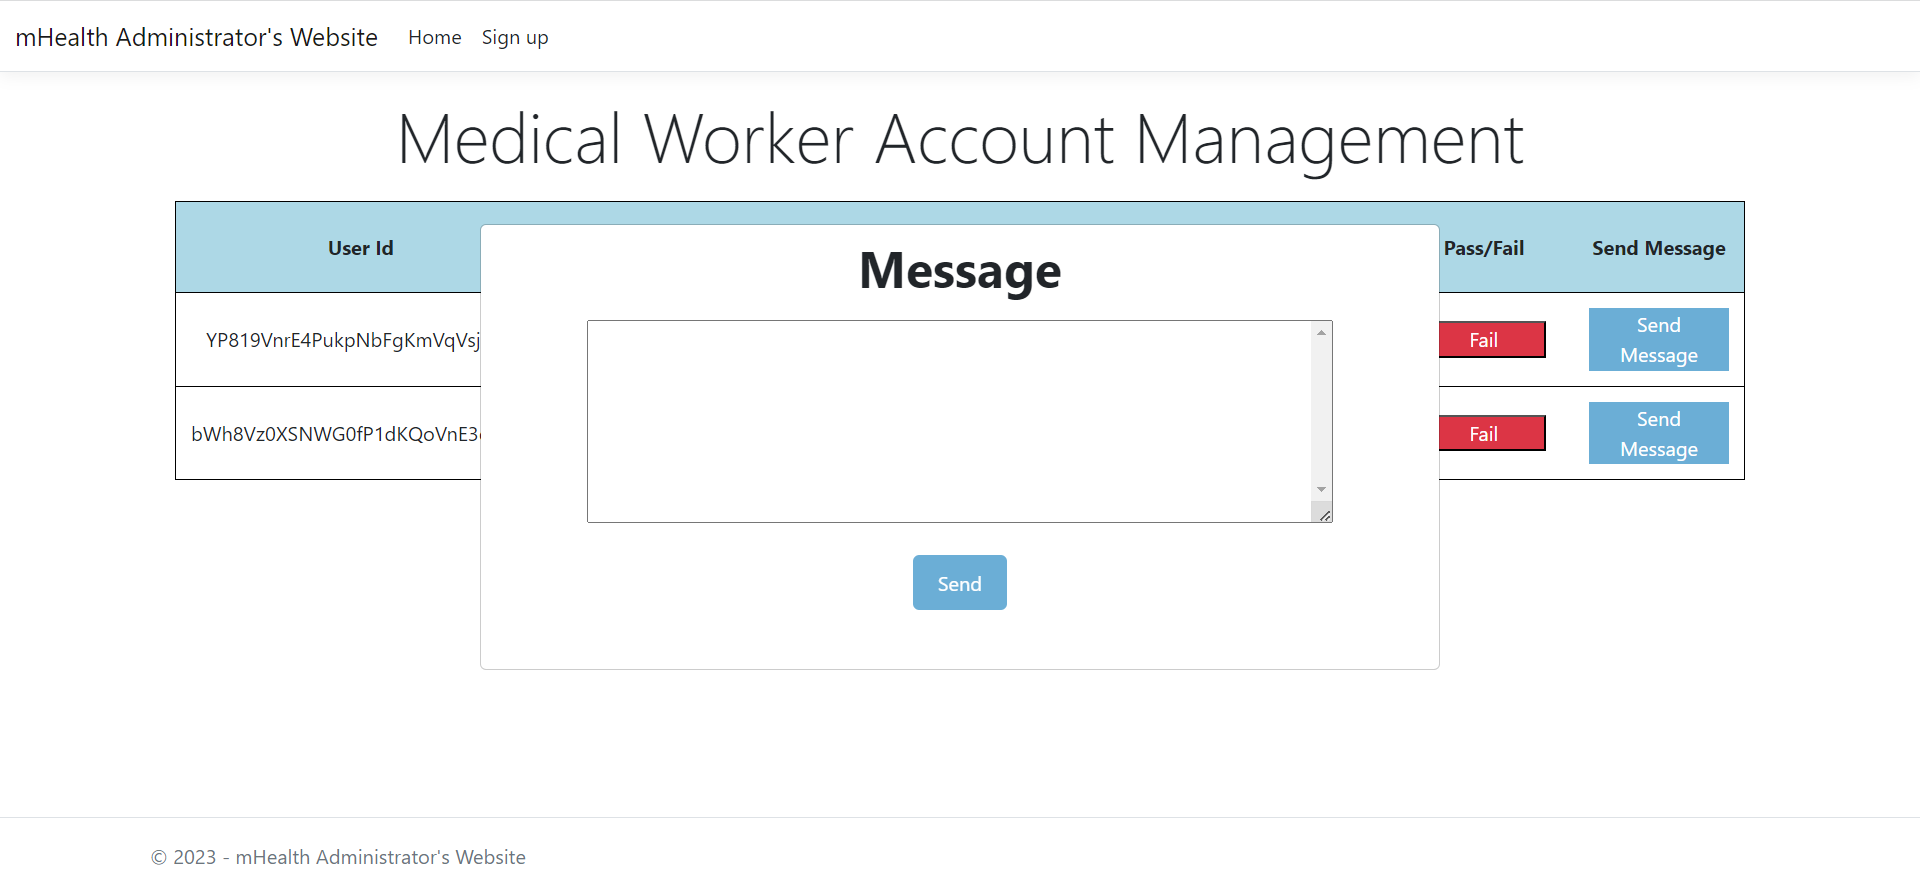 mHealth Administrator's Website Home Sign up
Medical Worker Account Management
User Id Pass/Fail Send Message
Message
YP819VnrE4PukpNbFgKmVqVsj Fail Send
Message
bWh8Vz0XSNWG0fP1dKQoVnE3 Fail Send
Message
Send
© 2023 - mHealth Administrator's Website